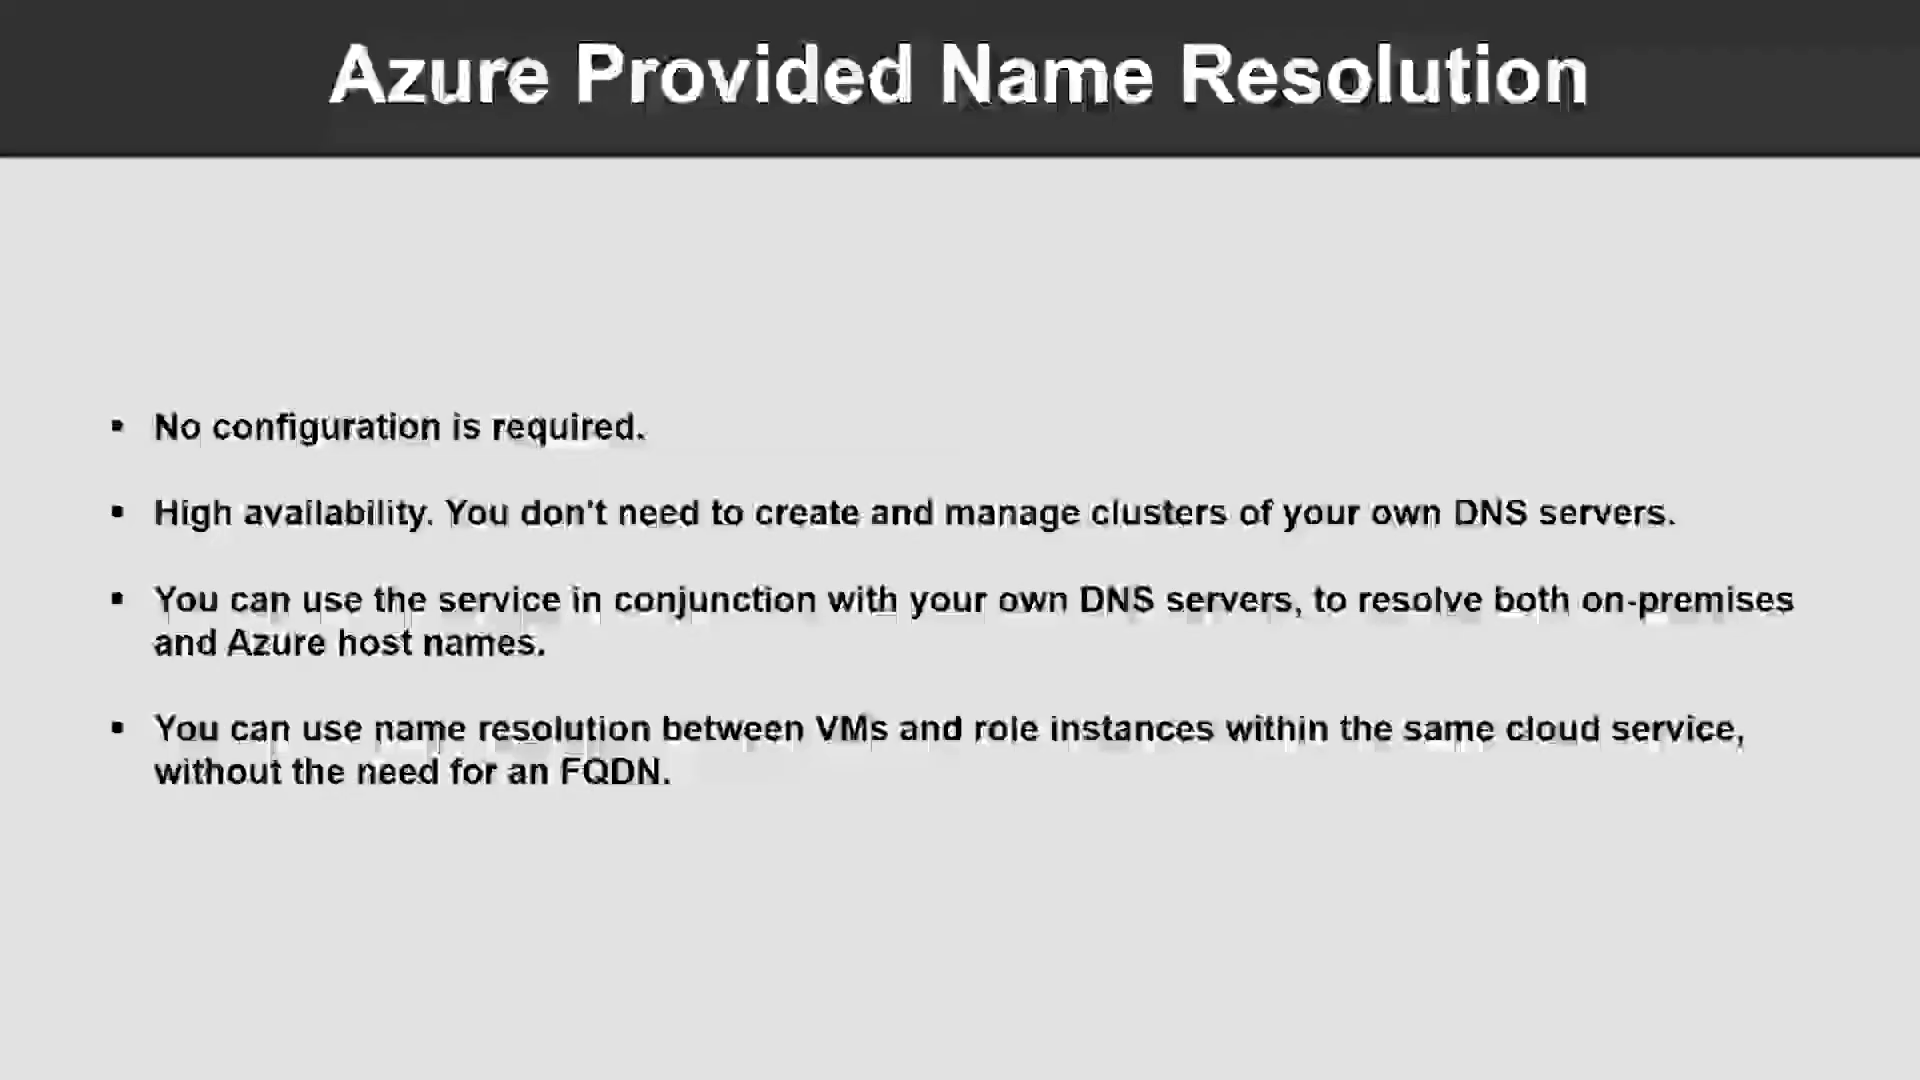 Azure Provided Name Resolution
▪ No configuration is required.
▪ High availability. You don't need to create and manage clusters of your own DNS servers.
▪ You can use the service in conjunction with your own DNS servers, to resolve both on-premises
and Azure host names.
▪ You can use name resolution between VMs and role instances within the same cloud service,
without the need for an FQDN.